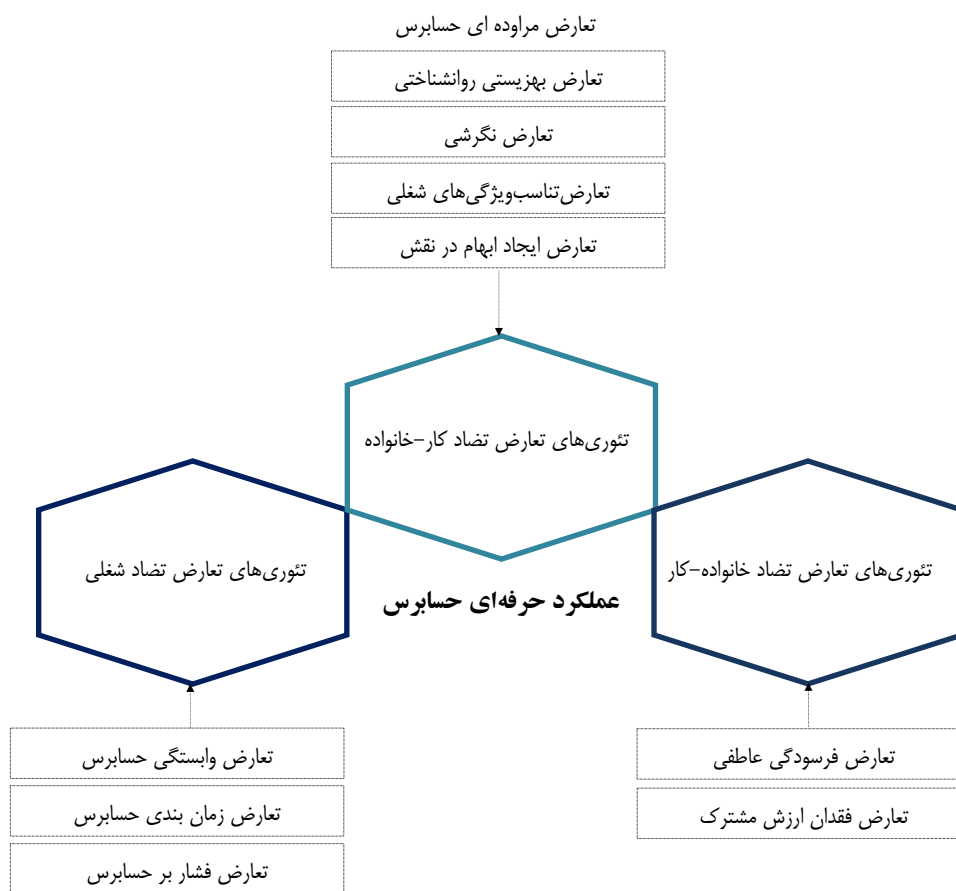 تعارض مراوده ای حسابرس
تعارض بهزیستی روانشناختی
تعارض نگرشی
تعارض‌تناسب‌ویژگی‌های شغلی
تعارض ایجاد ابهام در نقش
تئوری‌های تعارض تضاد کار-خانواده
تئوری‌های تعارض تضاد خانواده-کار
تئوری‌های تعارض تضاد شغلی
عملکرد حرفه‌ای حسابرس
تعارض فرسودگی عاطفی
تعارض فقدان ارزش مشترک
تعارض وابستگی حسابرس
تعارض زمان بندی حسابرس
تعارض فشار بر حسابرس